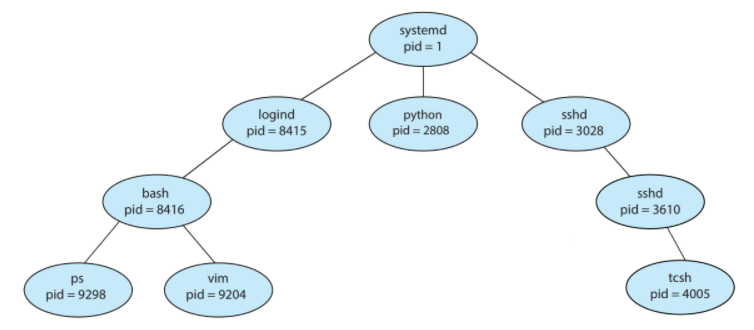 systemd
pid = 1
logind
pid = 8415
python
pid = 2808
sshd
pid = 3028
bash
pid = 8416
sshd
pid = 3610
ps
pid = 9298
vim
pid = 9204
tcsh
pid = 4005